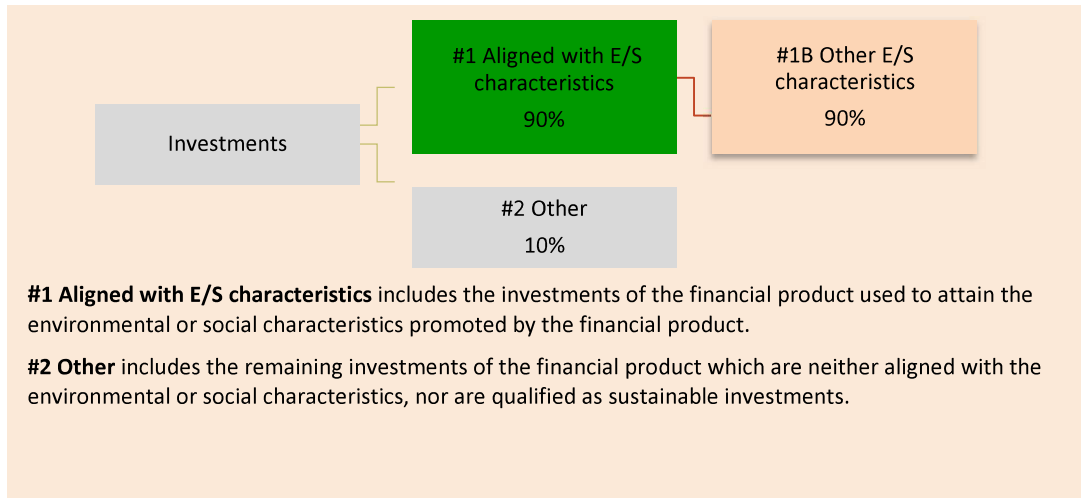 #1 Aligned with E/S
characteristics
90%
#1B Other E/S
characteristics
90%
Investments
#2 Other
10%
#1 Aligned with E/S characteristics includes the investments of the financial product used to attain the
environmental or social characteristics promoted by the financial product.
#2 Other includes the remaining investments of the financial product which are neither aligned with the
environmental or social characteristics, nor are qualified as sustainable investments.